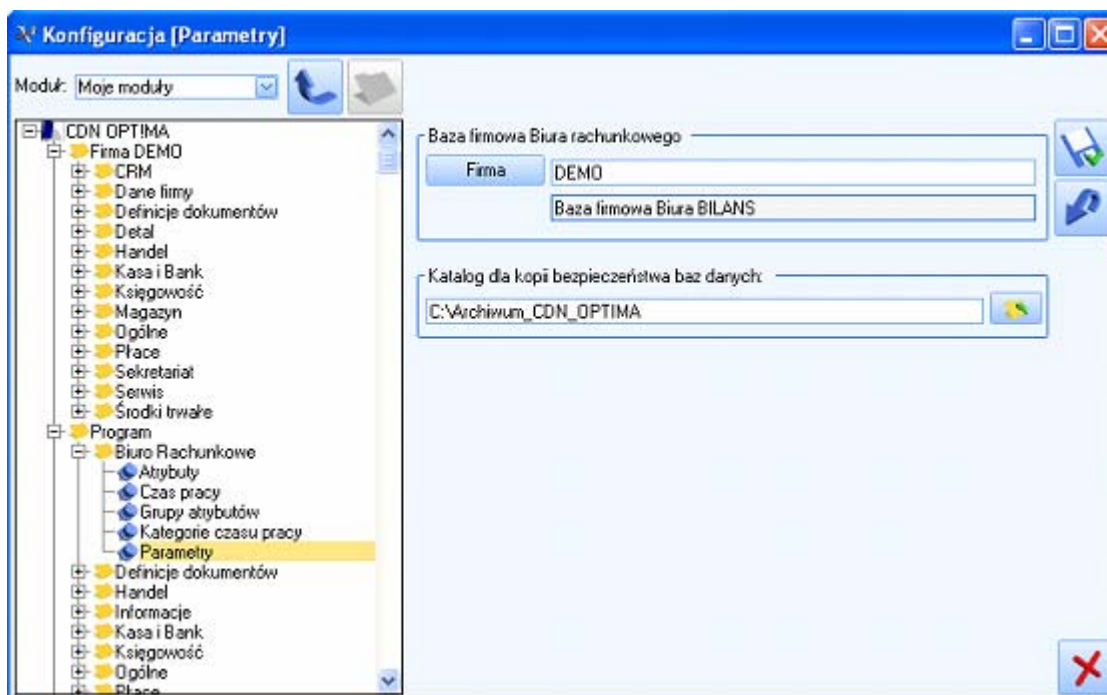 Konfiguracja [Parametry]
Moduł: Moje moduły
CDN OPT!MA
Firma DEMO
CRM
Dane firmy
Definicje dokumentów
Detal
Handel
Kasa i Bank
Księgowość
Magazyn
Ogólne
Płace
Sekretariat
Serwis
Środki trwałe
Program
Biuro Rachunkowe
Atrybuty
Czas pracy
Grupy atrybutów
Kategorie czasu pracy
Parametry
Definicje dokumentów
Handel
Informacje
Kasa i Bank
Księgowość
Ogólne
Płace
Baza firmowa Biura rachunkowego
Firma DEMO
Baza firmowa Biura BILANS
Katalog dla kopii bezpieczeństwa baz danych:
C:\Archiwum_CDN_OPTIMA